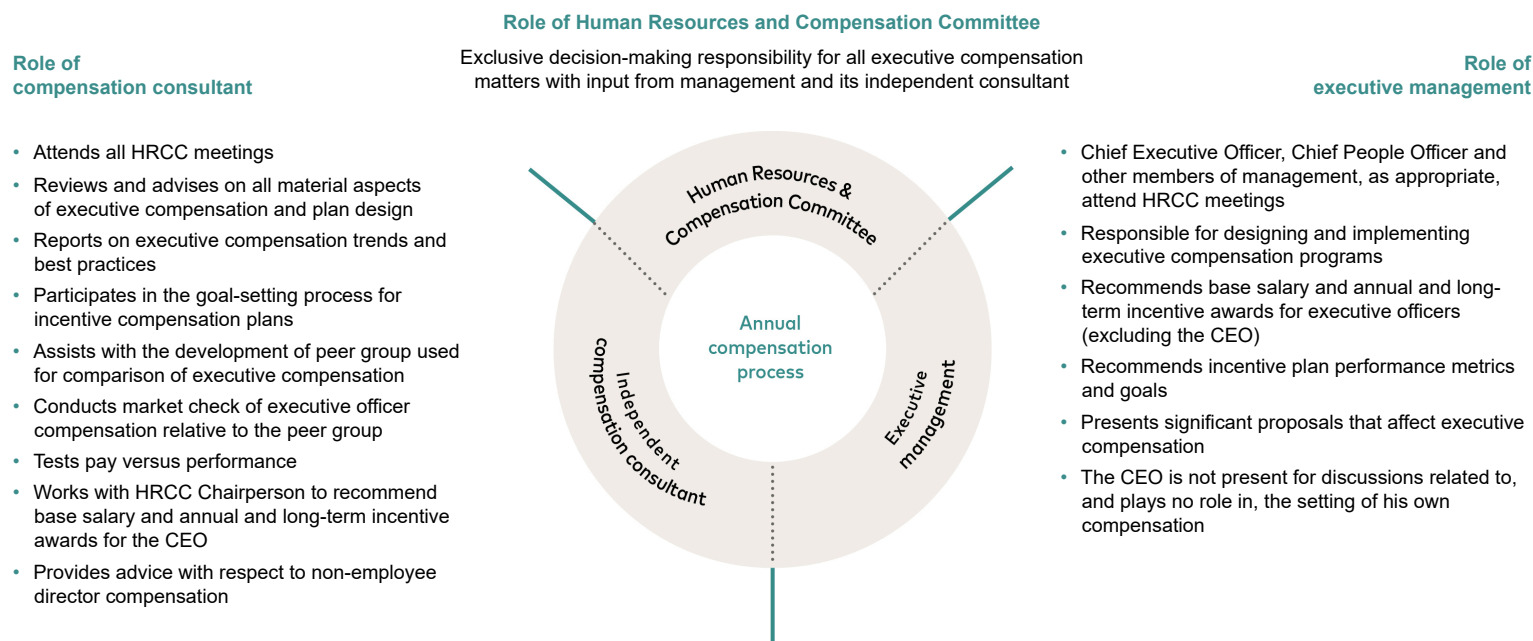 Role of Human Resources and Compensation Committee
Exclusive decision-making responsibility for all executive compensation
matters with input from management and its independent consultant
Role of
compensation consultant
• Attends all HRCC meetings
• Reviews and advises on all material aspects
of executive compensation and plan design
• Reports on executive compensation trends and
best practices
• Participates in the goal-setting process for
incentive compensation plans
• Assists with the development of peer group used
for comparison of executive compensation
• Conducts market check of executive officer
compensation relative to the peer group
• Tests pay versus performance
• Works with HRCC Chairperson to recommend
base salary and annual and long-term incentive
awards for the CEO
• Provides advice with respect to non-employee
director compensation
Human Resources &
Compensation Committee
Annual
compensation
process
Independent
compensation consultant
Executive
management
Role of
executive management
• Chief Executive Officer, Chief People Officer and
other members of management, as appropriate,
attend HRCC meetings
• Responsible for designing and implementing
executive compensation programs
• Recommends base salary and annual and long-
term incentive awards for executive officers
(excluding the CEO)
• Recommends incentive plan performance metrics
and goals
• Presents significant proposals that affect executive
compensation
• The CEO is not present for discussions related to,
and plays no role in, the setting of his own
compensation